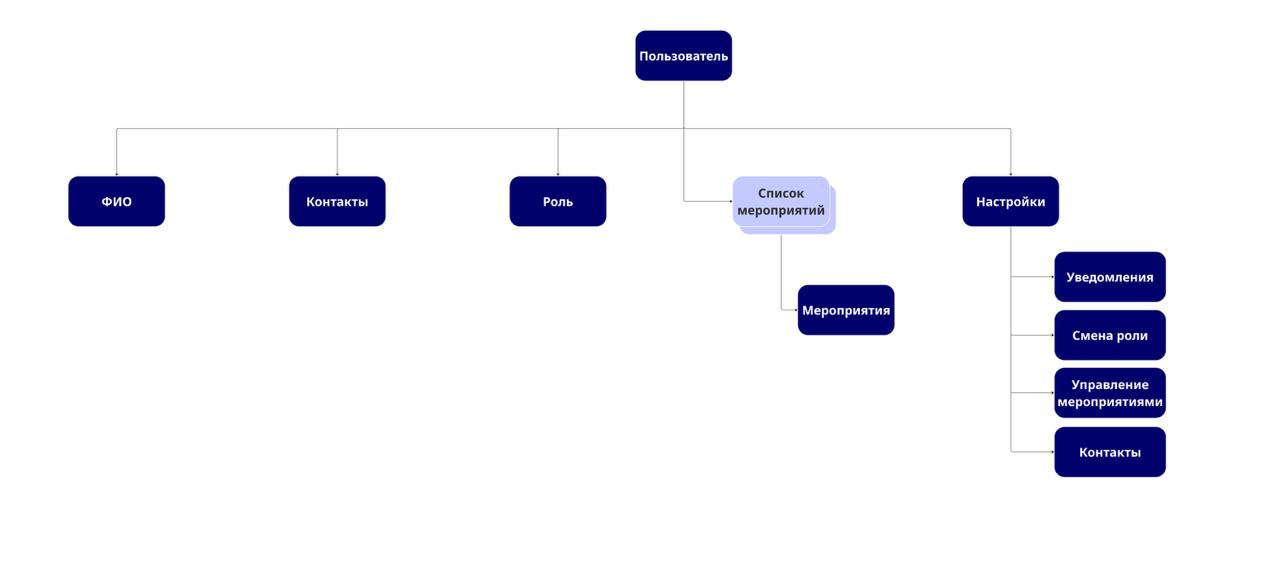 Пользователь
ФИО
Контакты
Роль
Список
мероприятий
Настройки
Мероприятия
Уведомления
Смена роли
Управление
мероприятиями
Контакты